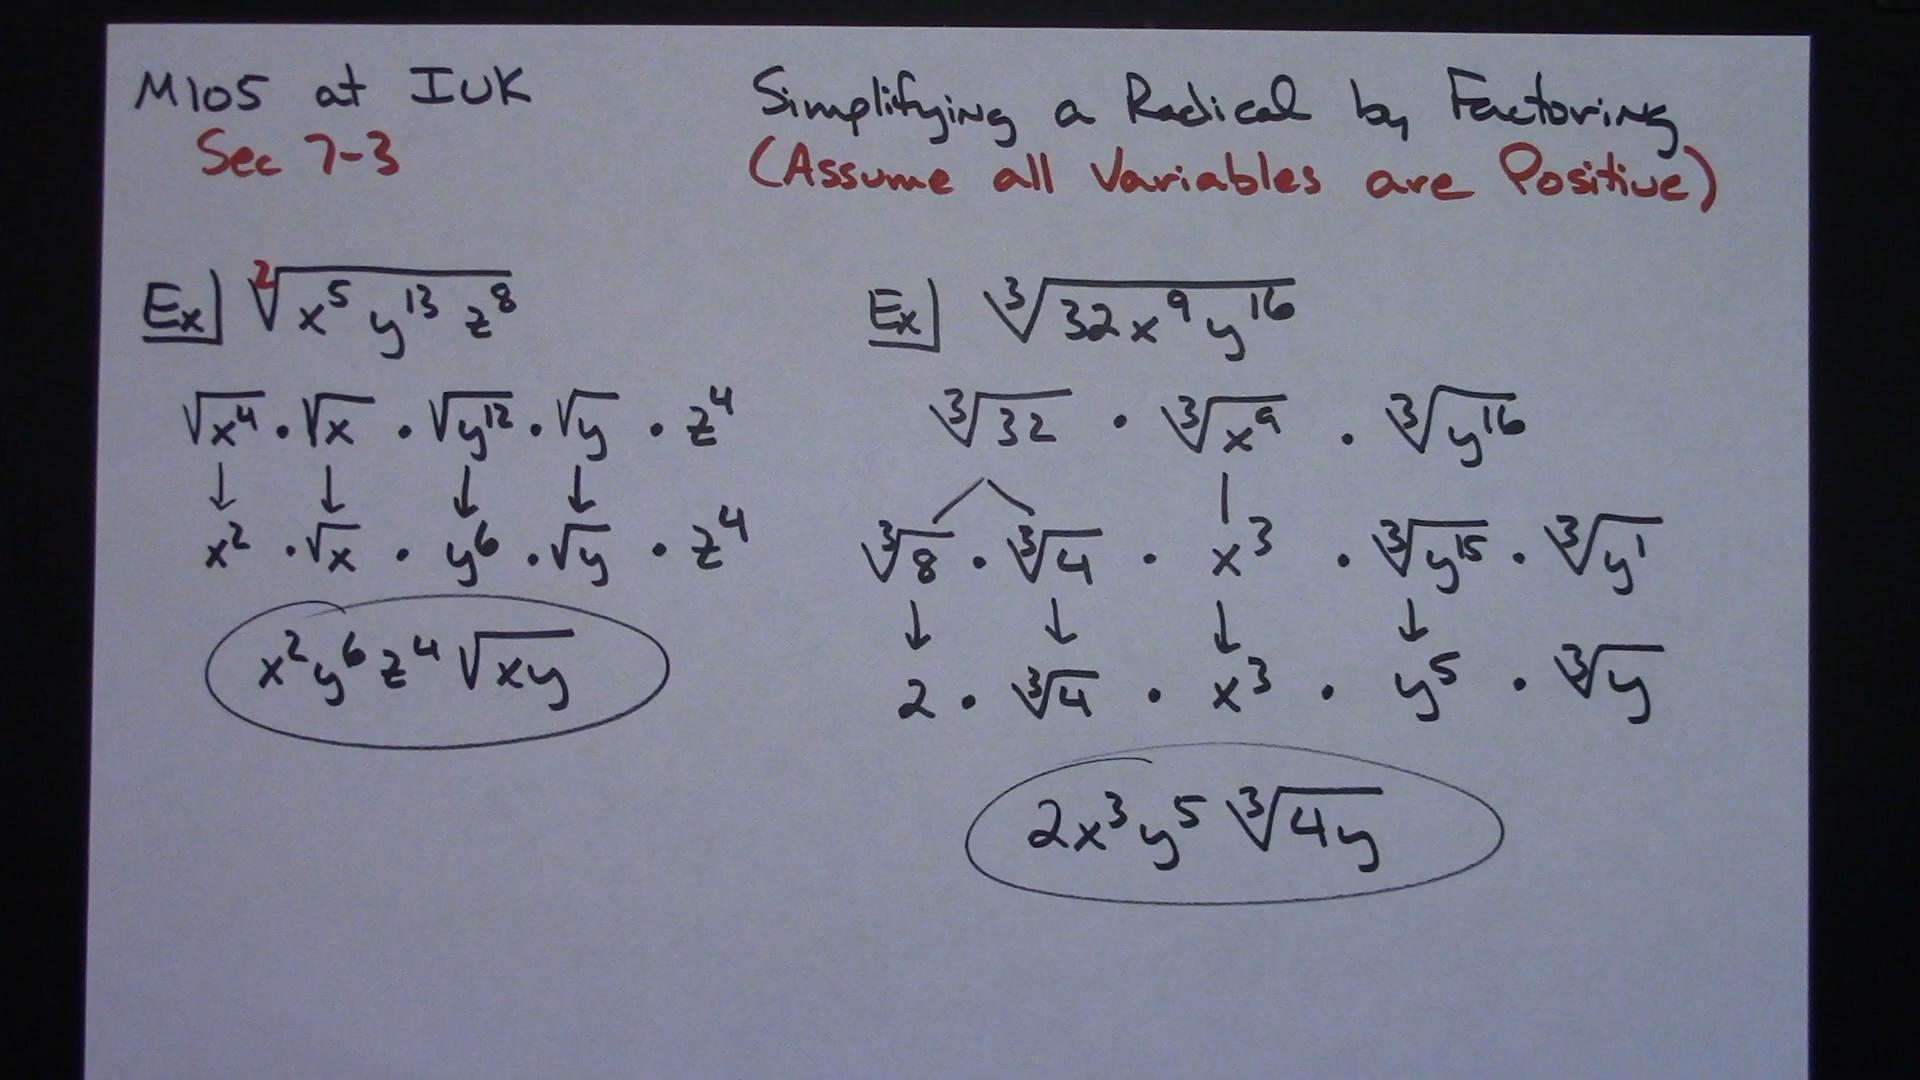 M105 at IUK
Sec 7-3
Simplifying a Radical by Factoring
(Assume all Variables are Positive)
Ex] ²√(x⁵ y¹³ z⁸)
√x⁴ · √x · √y¹² · √y · z⁴
↓ ↓ ↓ ↓
x² · √x · y⁶ · √y · z⁴
x²y⁶z⁴√(xy)
Ex] ³√(32x⁹y¹⁶)
³√32 · ³√x⁹ · ³√y¹⁶
³√8 · ³√4 · x³ · ³√y¹⁵ · ³√y¹
↓ ↓ ↓ ↓
2 · ³√4 · x³ · y⁵ · ³√y
2x³y⁵ ³√(4y)